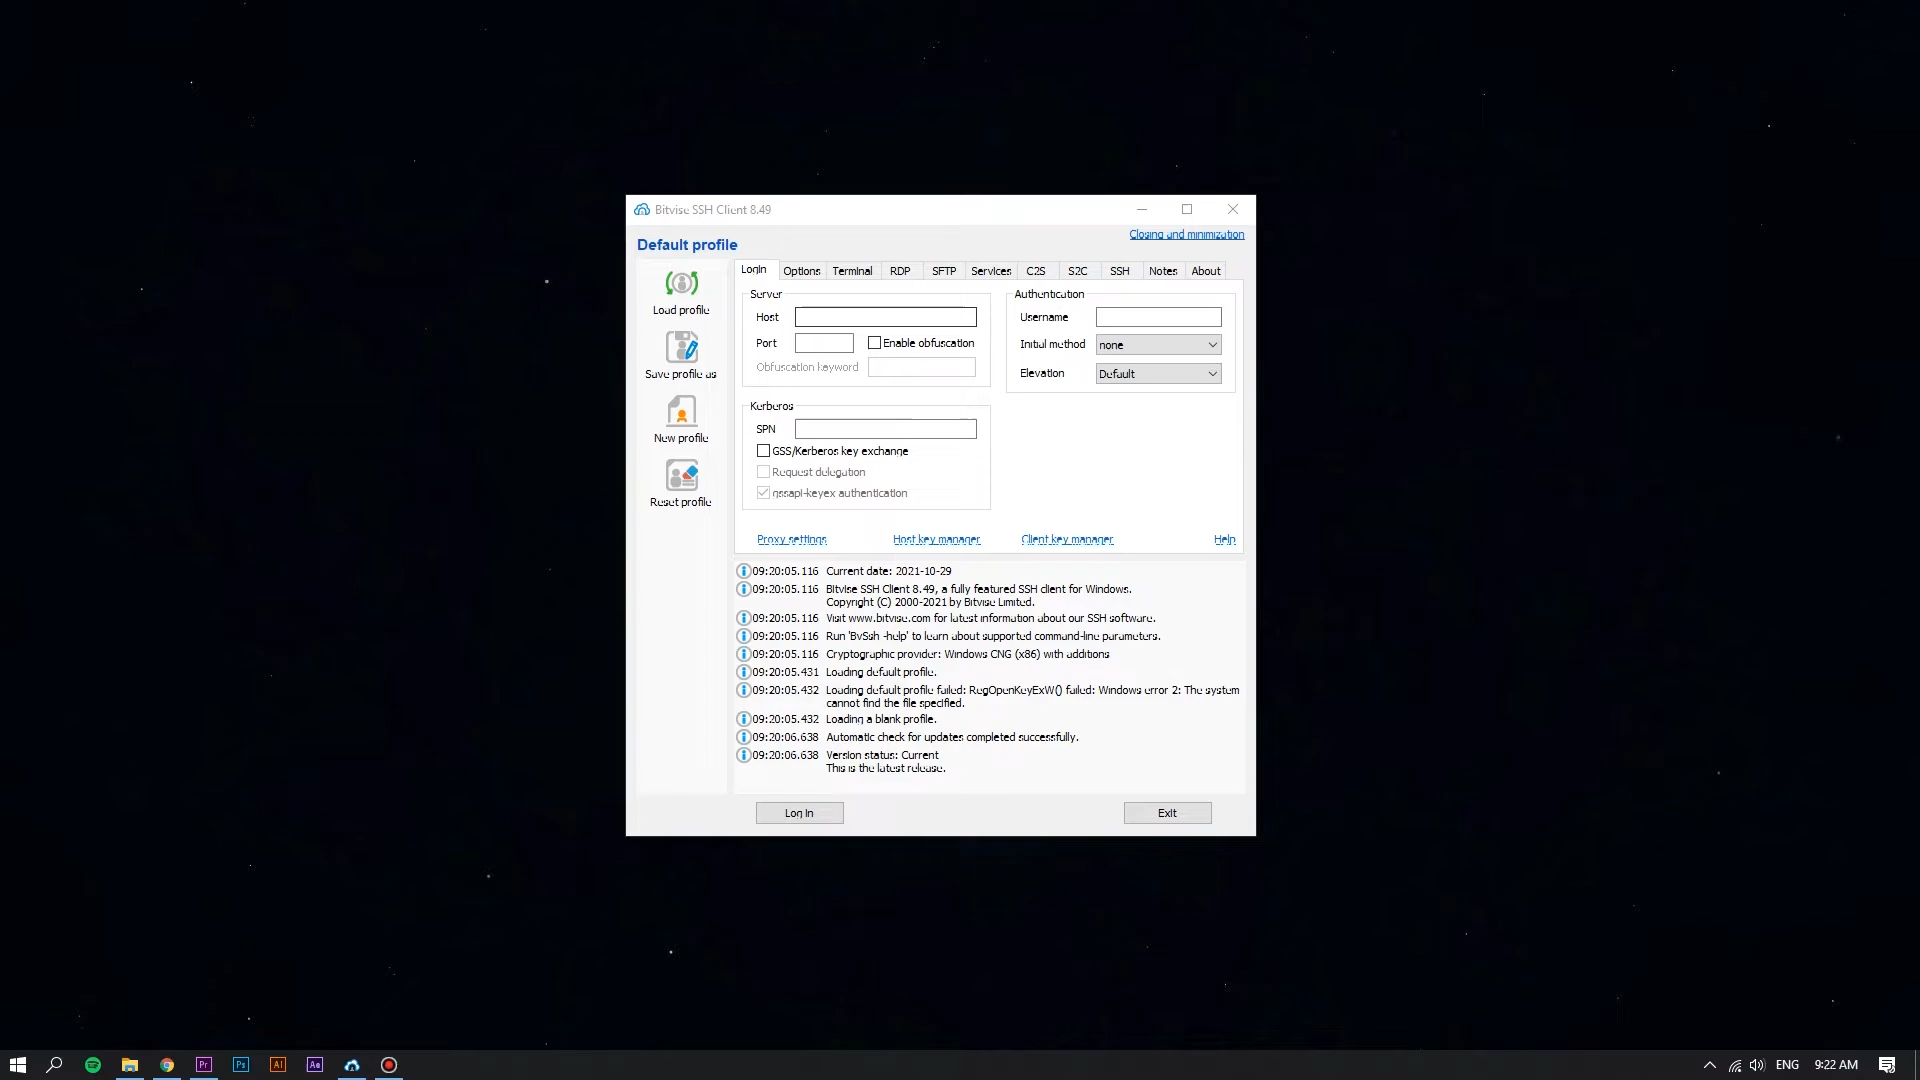 Bitvise SSH Client 8.49
Closing and minimization
Default profile
Load profile
Save profile as
New profile
Reset profile
Login Options Terminal RDP SFTP Services C2S S2C SSH Notes About
Server
Host
Port
Enable obfuscation
Obfuscation keyword
Authentication
Username
Initial method none
Elevation Default
Kerberos
SPN
GSS/Kerberos key exchange
Request delegation
gssapi-keyex authentication
Proxy settings Host key manager Client key manager Help
09:20:05.116 Current date: 2021-10-29
09:20:05.116 Bitvise SSH Client 8.49, a fully featured SSH client for Windows.
Copyright (C) 2000-2021 by Bitvise Limited.
09:20:05.116 Visit www.bitvise.com for latest information about our SSH software.
09:20:05.116 Run 'BvSsh -help' to learn about supported command-line parameters.
09:20:05.116 Cryptographic provider: Windows CNG (x86) with additions
09:20:05.431 Loading default profile.
09:20:05.432 Loading default profile failed: RegOpenKeyExW() failed: Windows error 2: The system
cannot find the file specified.
09:20:05.432 Loading a blank profile.
09:20:06.638 Automatic check for updates completed successfully.
09:20:06.638 Version status: Current
This is the latest release.
Log in Exit
Pr Ps Ai Ae
ENG 9:22 AM